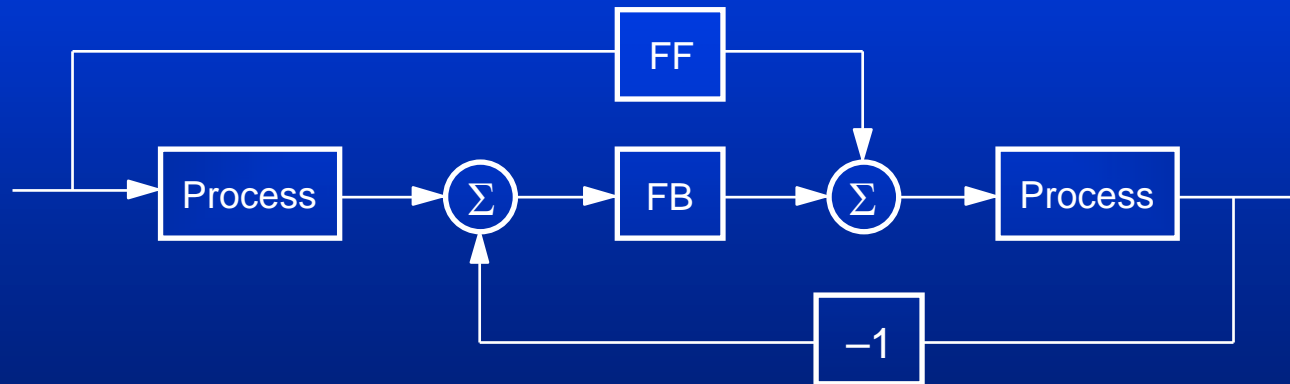 FF
Process
Σ
FB
Σ
Process
–1